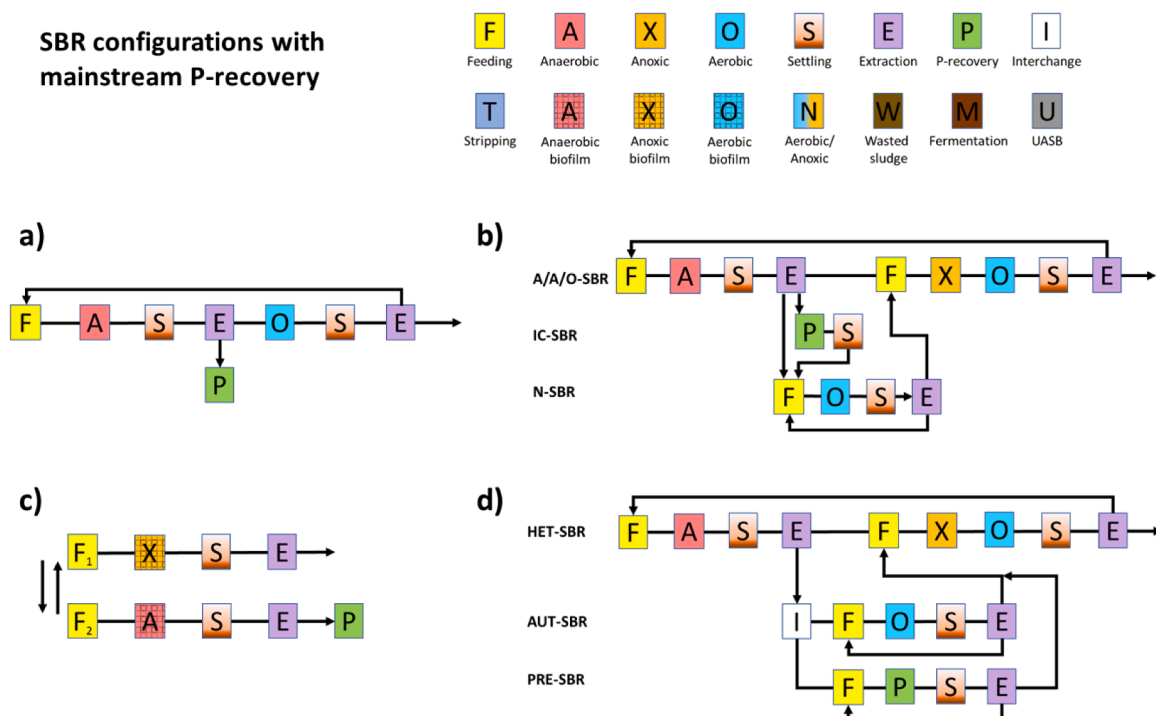 SBR configurations with
mainstream P-recovery
F A X O S E P I
Feeding Anaerobic Anoxic Aerobic Settling Extraction P-recovery Interchange
T A X O N W M U
Stripping Anaerobic biofilm Anoxic biofilm Aerobic biofilm Aerobic/ Anoxic Wasted sludge Fermentation UASB
a)
F A S E O S E
P
b)
A/A/O-SBR F A S E F X O S E
IC-SBR P S
N-SBR F O S E
c)
F1 X S E
F2 A S E P
d)
HET-SBR F A S E F X O S E
AUT-SBR I F O S E
PRE-SBR F P S E